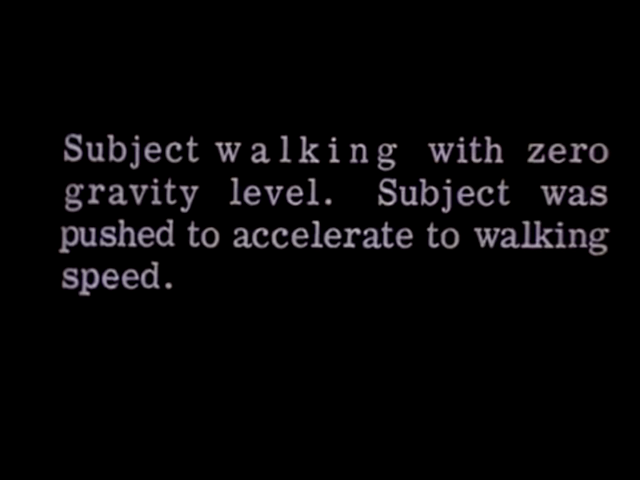 Subject walking with zero
gravity level. Subject was
pushed to accelerate to walking
speed.